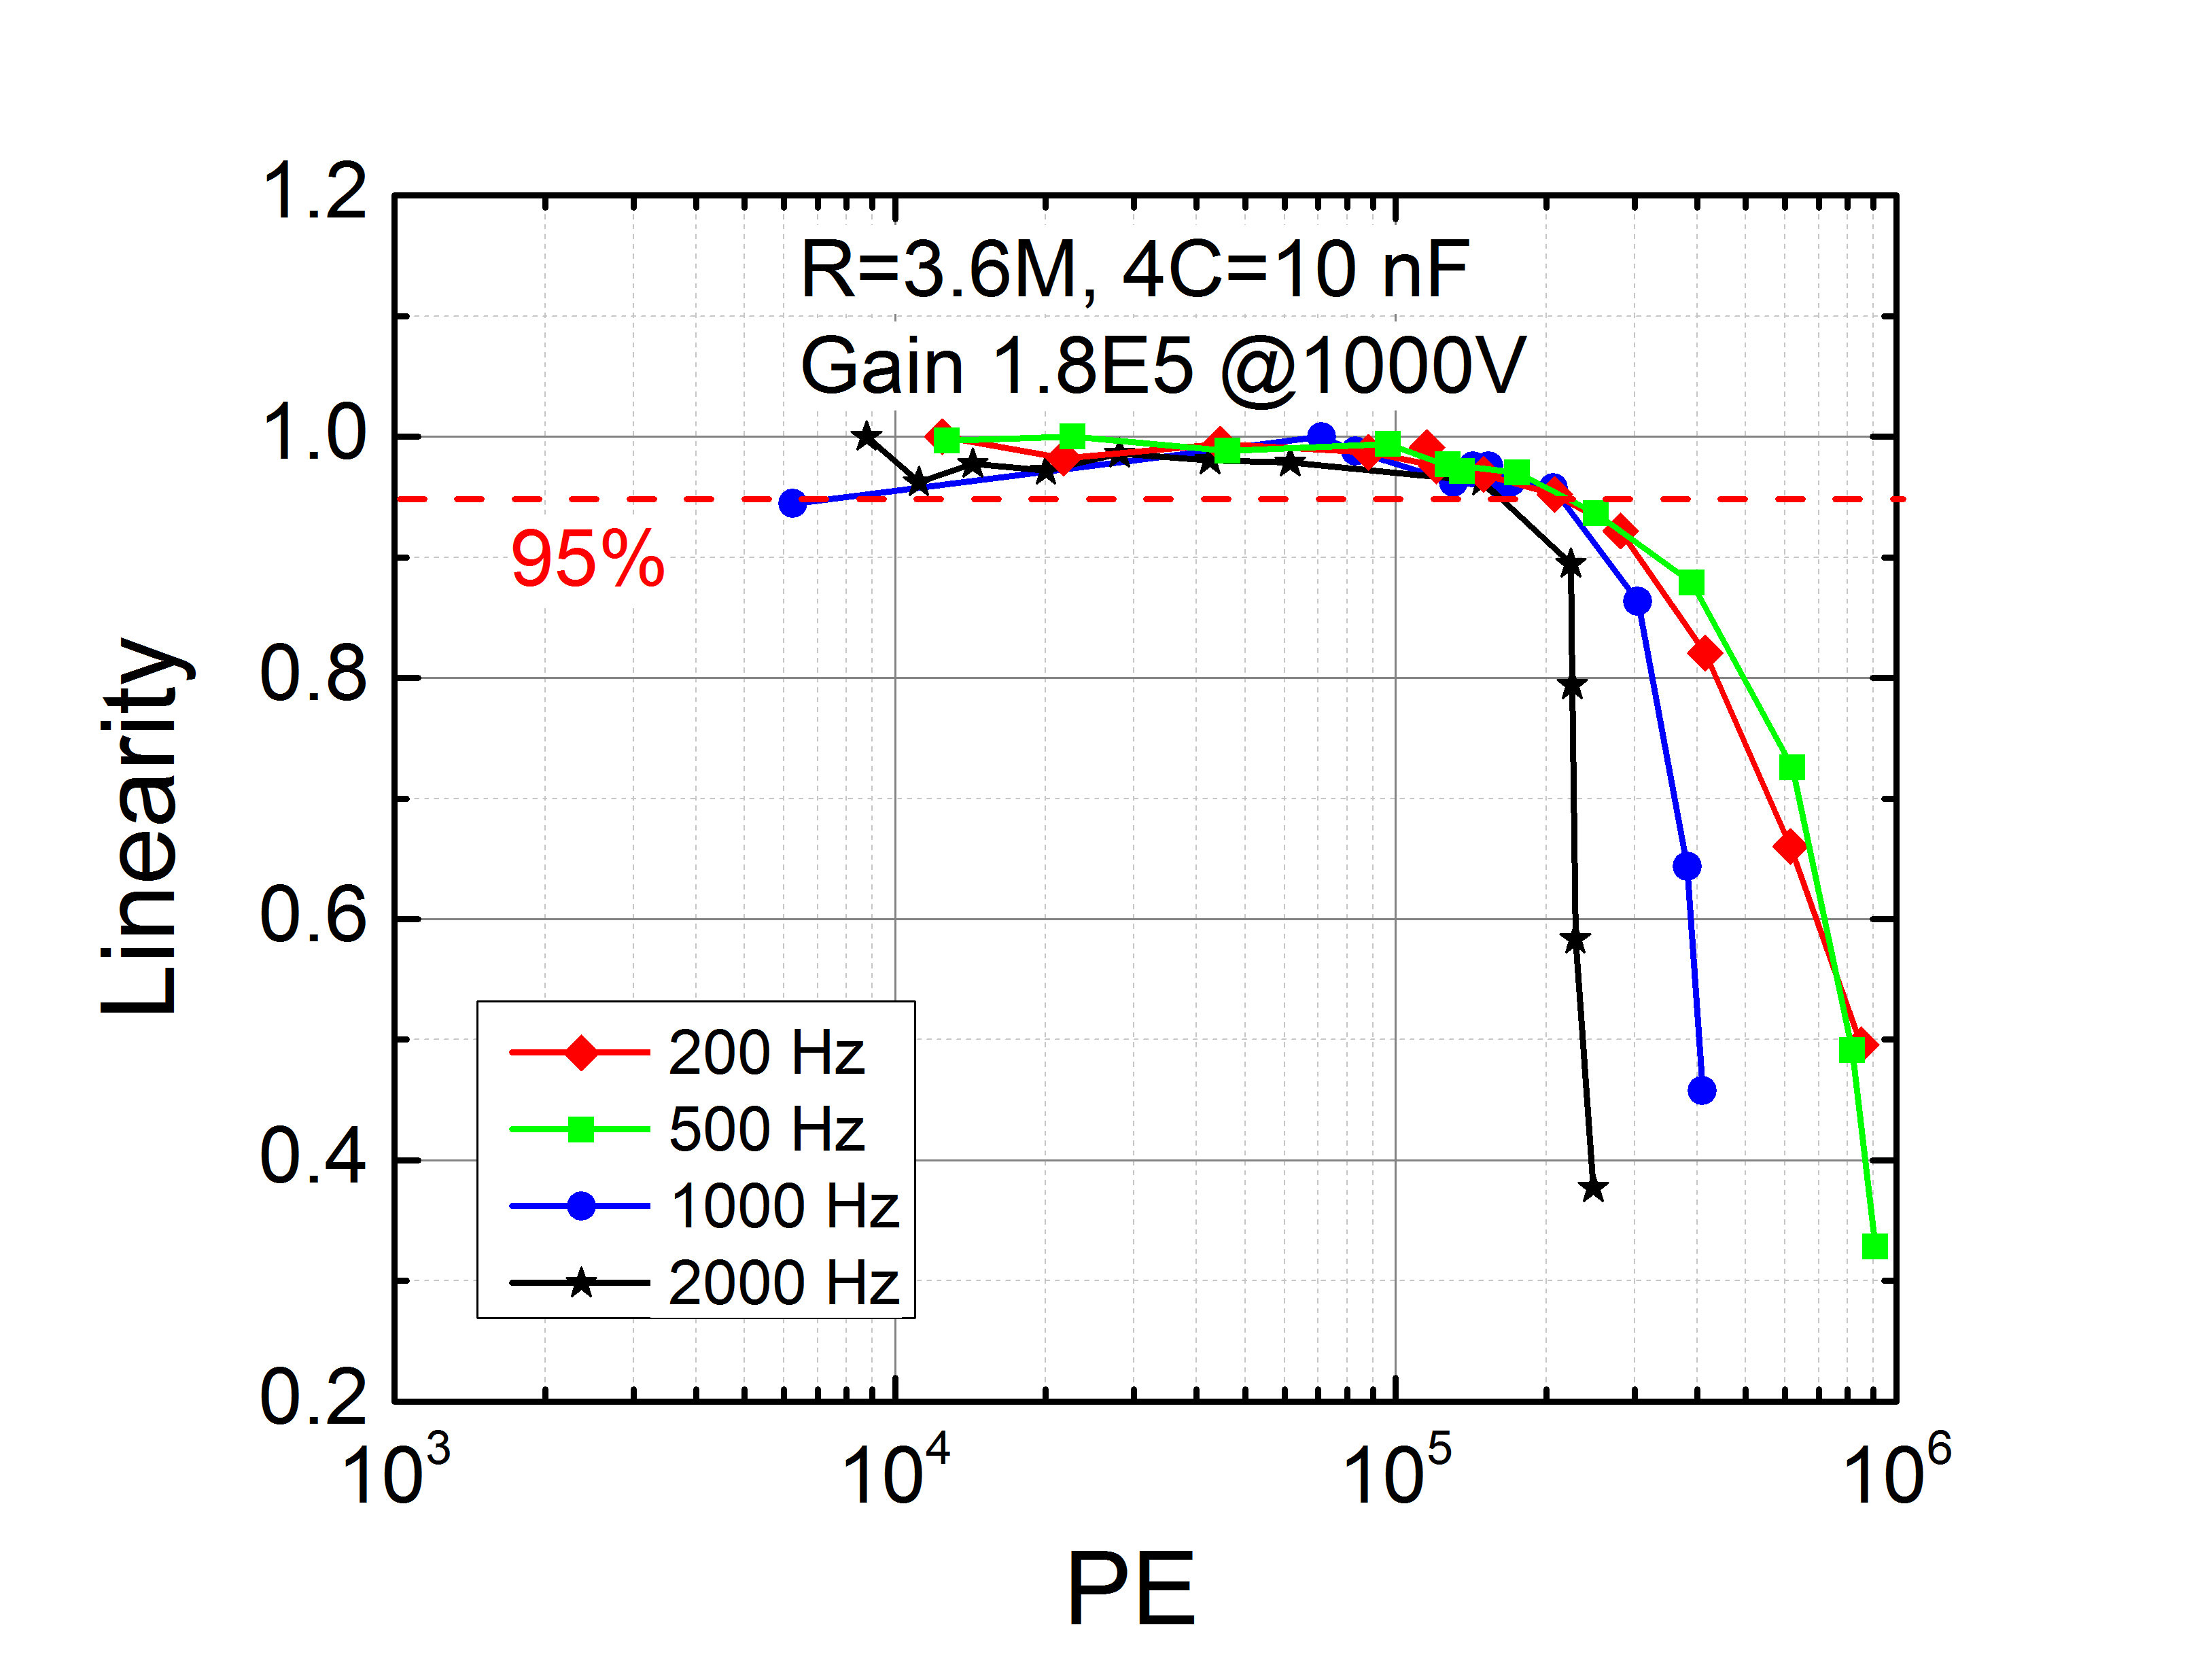 R=3.6M, 4C=10 nF
Gain 1.8E5 @1000V
1.2
1.0
0.8
0.6
0.4
0.2
95%
Linearity
200 Hz
500 Hz
1000 Hz
2000 Hz
10³ 10⁴ 10⁵ 10⁶
PE